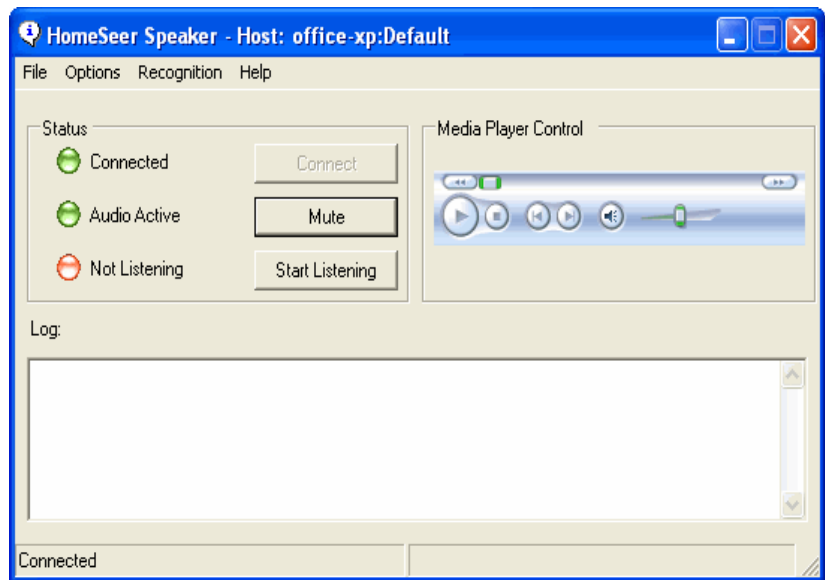 HomeSeer Speaker - Host: office-xp:Default
File Options Recognition Help
Status
Connected
Connect
Audio Active
Mute
Not Listening
Start Listening
Media Player Control
Log:
Connected